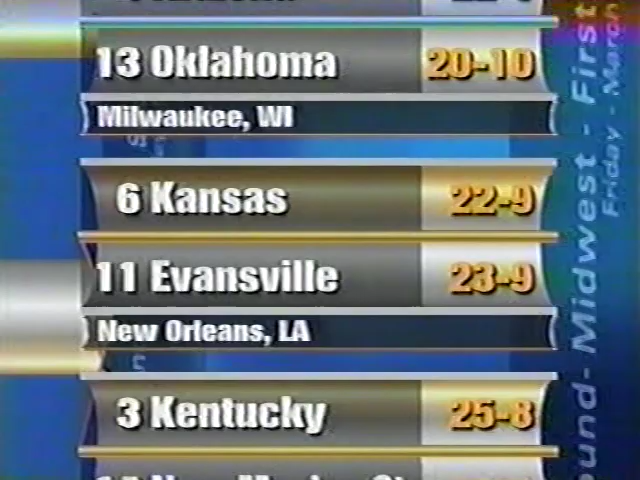 13 Oklahoma 20-10
Milwaukee, WI
6 Kansas 22-9
11 Evansville 23-9
New Orleans, LA
3 Kentucky 25-8
Midwest - First
Friday - March